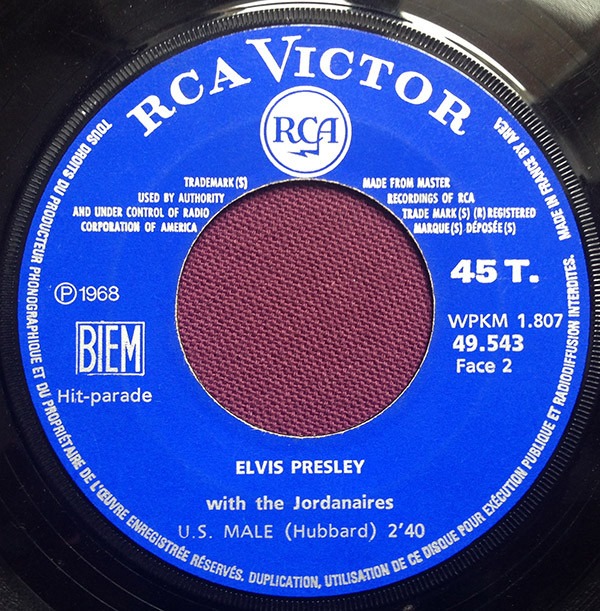 RCA VICTOR
RCA
TRADEMARK(S)
USED BY AUTHORITY
AND UNDER CONTROL OF RADIO
CORPORATION OF AMERICA
MADE FROM MASTER
RECORDINGS OF RCA
TRADE MARK(S) (R) REGISTERED
MARQUE(S) DÉPOSÉE(S)
45 T.
Ⓟ 1968
BIEM
Hit-parade
WPKM 1.807
49.543
Face 2
ELVIS PRESLEY
with the Jordanaires
U.S. MALE (Hubbard) 2'40
TOUS DROITS DU PRODUCTEUR PHONOGRAPHIQUE ET DU PROPRIÉTAIRE DE L'ŒUVRE ENREGISTRÉE RÉSERVÉS. DUPLICATION, UTILISATION DE CE DISQUE POUR EXÉCUTION PUBLIQUE ET RADIODIFFUSION INTERDITES. MADE IN FRANCE BY AREA